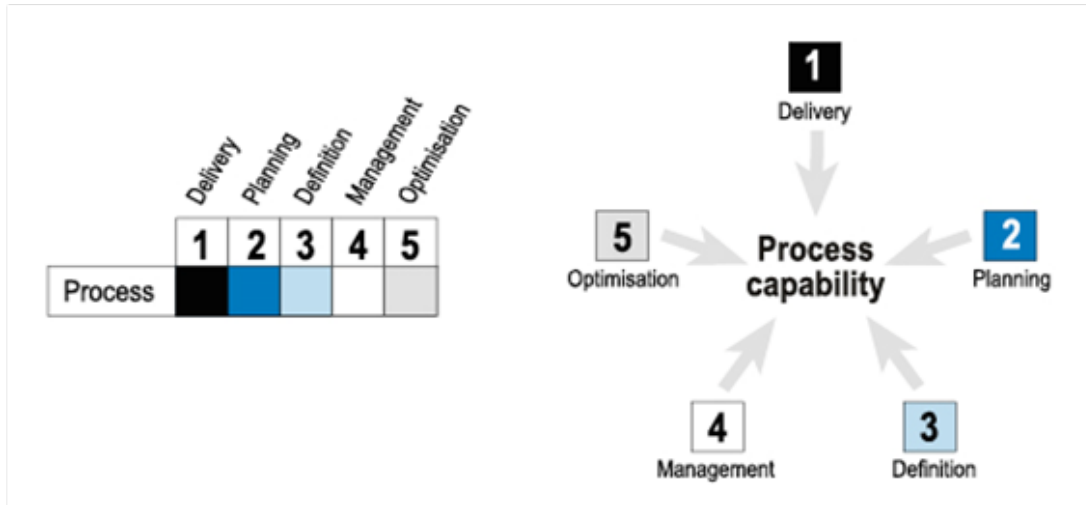 Delivery
Planning
Definition
Management
Optimisation
1 2 3 4 5
Process
1
Delivery
5
Optimisation
Process
capability
2
Planning
4
Management
3
Definition